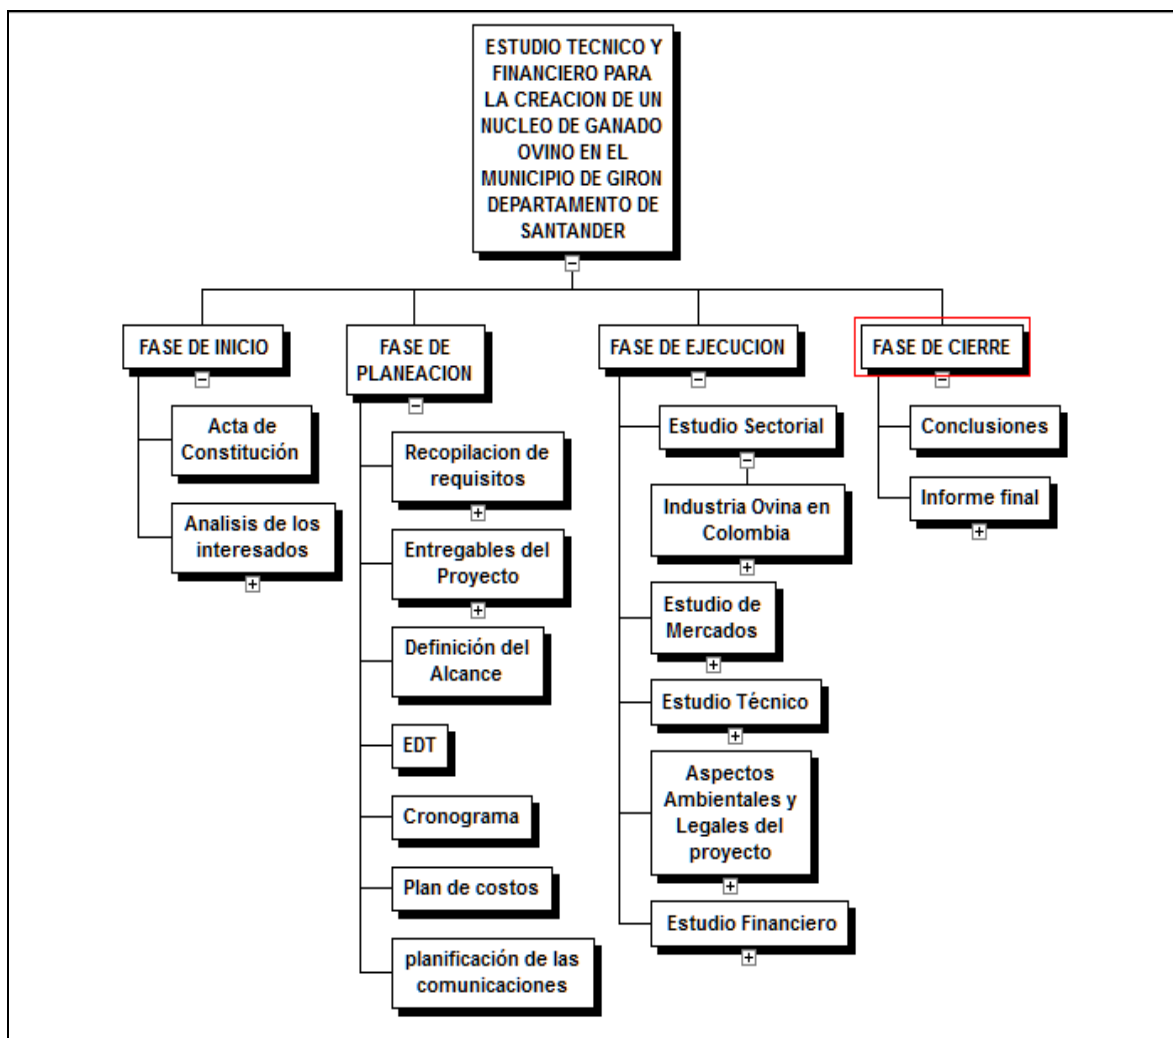 ESTUDIO TECNICO Y
FINANCIERO PARA
LA CREACION DE UN
NUCLEO DE GANADO
OVINO EN EL
MUNICIPIO DE GIRON
DEPARTAMENTO DE
SANTANDER
FASE DE INICIO
Acta de
Constitución
Analisis de los
interesados
FASE DE
PLANEACION
Recopilacion de
requisitos
Entregables del
Proyecto
Definición del
Alcance
EDT
Cronograma
Plan de costos
planificación de las
comunicaciones
FASE DE EJECUCION
Estudio Sectorial
Industria Ovina en
Colombia
Estudio de
Mercados
Estudio Técnico
Aspectos
Ambientales y
Legales del
proyecto
Estudio Financiero
FASE DE CIERRE
Conclusiones
Informe final